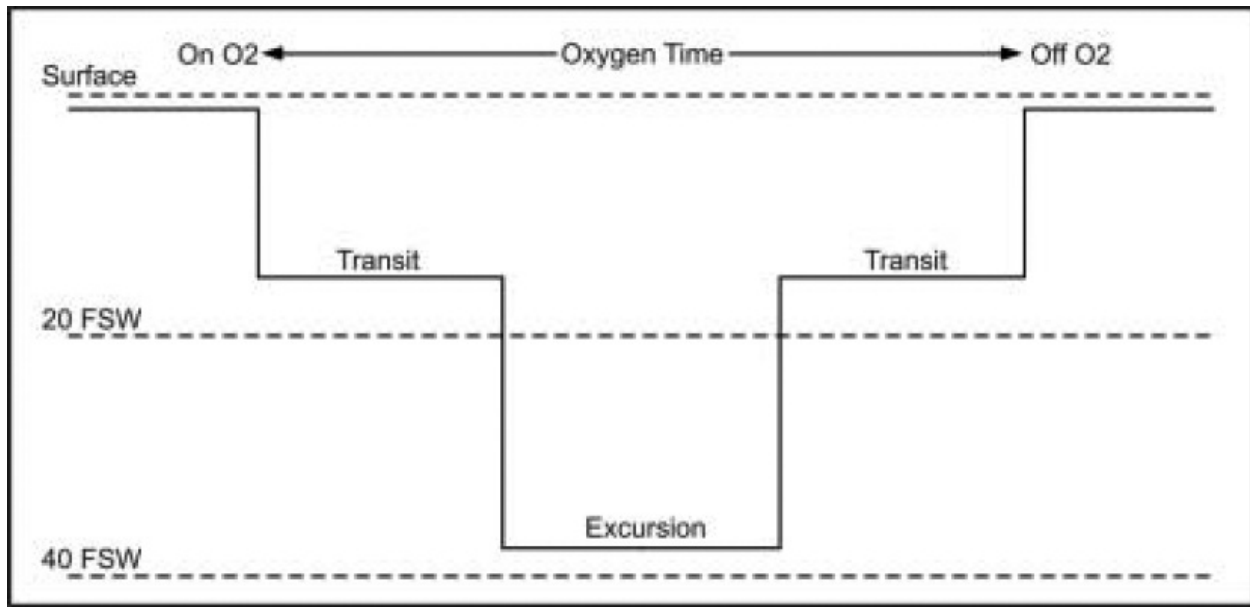 On O2 Oxygen Time Off O2
Surface
Transit Transit
20 FSW
Excursion
40 FSW